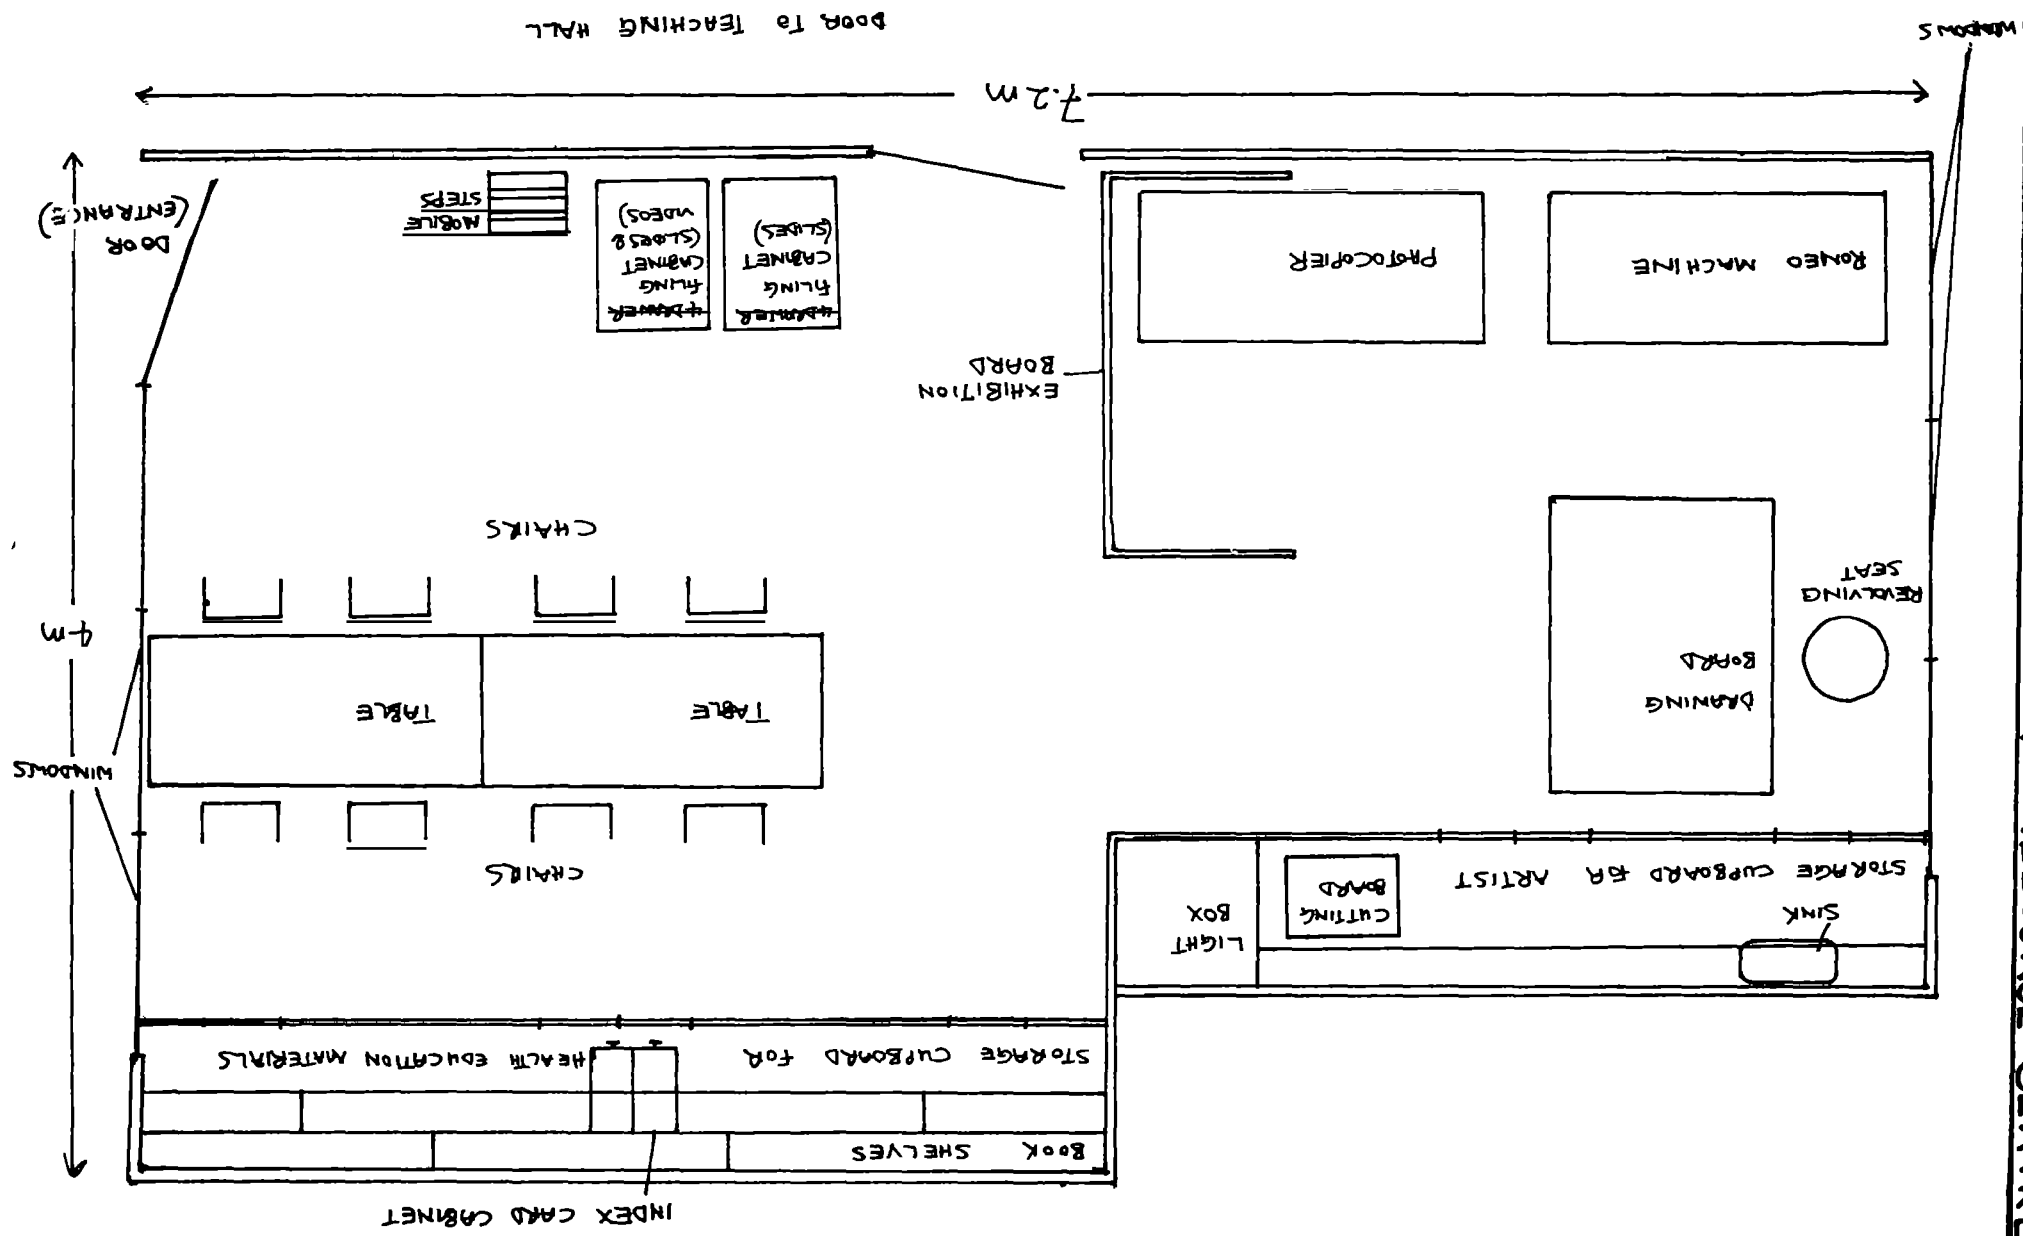 INDEX CARD CABINET
BOOK SHELVES
STORAGE CUPBOARD FOR HEALTH EDUCATION MATERIALS
SINK
CUTTING
BOARD
LIGHT
BOX
STORAGE CUPBOARD FOR ARTIST
CHAIRS
WINDOWS
DRAWING
BOARD
TABLE
TABLE
4m
REVOLVING
SEAT
CHAIRS
EXHIBITION
BOARD
RONEO MACHINE
PHOTOCOPIER
4 DRAWER
FILING
CABINET
(SLIDES)
4 DRAWER
FILING
CABINET
(SLIDES &
VIDEOS)
MOBILE
STEPS
DOOR
(ENTRANCE)
7.2m
WINDOWS
DOOR TO TEACHING HALL